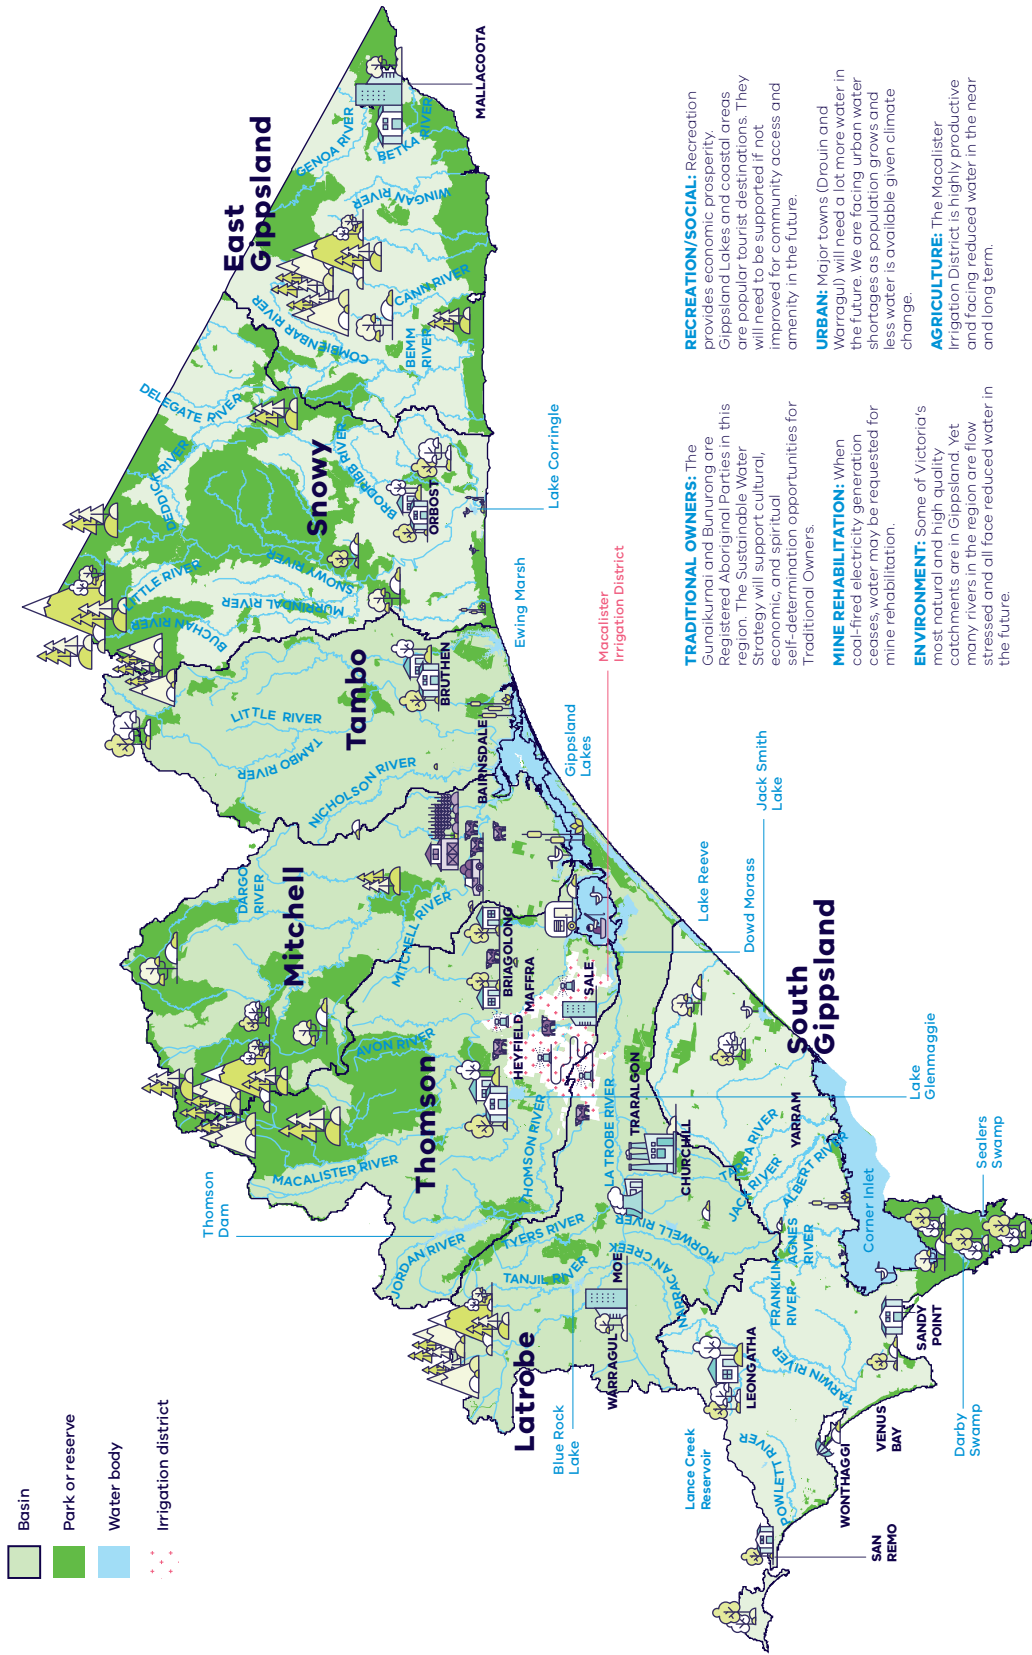 Basin
Park or reserve
Water body
Irrigation district
East
Gippsland
Snowy
Tambo
Mitchell
Thomson
Latrobe
South
Gippsland
MALLACOOTA
GENOA RIVER
BETKA RIVER
WINGAN RIVER
CANN RIVER
COMBIENBAR RIVER
BEMM
RIVER
DELEGATE RIVER
DEDDICK RIVER
BRODRIBB RIVER
ORBOST
Lake Corringle
LITTLE RIVER
SNOWY RIVER
MURRINDAL RIVER
BUCHAN RIVER
Ewing Marsh
BRUTHEN
LITTLE RIVER
TAMBO RIVER
NICHOLSON RIVER
BAIRNSDALE
Gippsland
Lakes
Macalister
Irrigation District
DARGO
RIVER
MITCHELL RIVER
BRIAGOLONG
MAFFRA
HEYFIELD
SALE
AVON RIVER
MACALISTER RIVER
THOMSON RIVER
Thomson
Dam
JORDAN RIVER
TYERS RIVER
TANJIL RIVER
LA TROBE RIVER
TRARALGON
CHURCHILL
MORWELL RIVER
NARRACAN CREEK
MOE
WARRAGUL
Blue Rock
Lake
Lance Creek
Reservoir
LEONGATHA
TARWIN RIVER
POWLETT RIVER
WONTHAGGI
SAN
REMO
VENUS
BAY
SANDY
POINT
Darby
Swamp
Sealers
Swamp
Corner Inlet
FRANKLIN
RIVER
AGNES
RIVER
JACK RIVER
TARRA RIVER
ALBERT RIVER
YARRAM
Lake
Glenmaggie
Dowd Morass
Lake Reeve
Jack Smith
Lake
TRADITIONAL OWNERS: The
Gunaikurnai and Bunurong are
Registered Aboriginal Parties in this
region. The Sustainable Water
Strategy will support cultural,
economic, and spiritual
self-determination opportunities for
Traditional Owners.
MINE REHABILITATION: When
coal-fired electricity generation
ceases, water may be requested for
mine rehabilitation.
ENVIRONMENT: Some of Victoria's
most natural and high quality
catchments are in Gippsland. Yet
many rivers in the region are flow
stressed and all face reduced water in
the future.
RECREATION/SOCIAL: Recreation
provides economic prosperity.
Gippsland Lakes and coastal areas
are popular tourist destinations. They
will need to be supported if not
improved for community access and
amenity in the future.
URBAN: Major towns (Drouin and
Warragul) will need a lot more water in
the future. We are facing urban water
shortages as population grows and
less water is available given climate
change.
AGRICULTURE: The Macalister
Irrigation District is highly productive
and facing reduced water in the near
and long term.